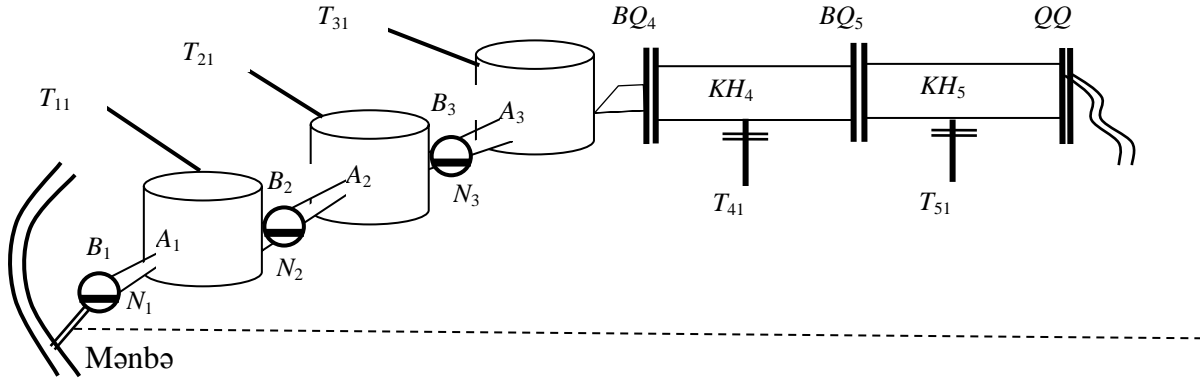 T₃₁
BQ₄
BQ₅
QQ
T₂₁
T₁₁
B₃
A₃
KH₄
KH₅
B₂
A₂
N₃
T₄₁
T₅₁
B₁
A₁
N₂
N₁
Mənbə